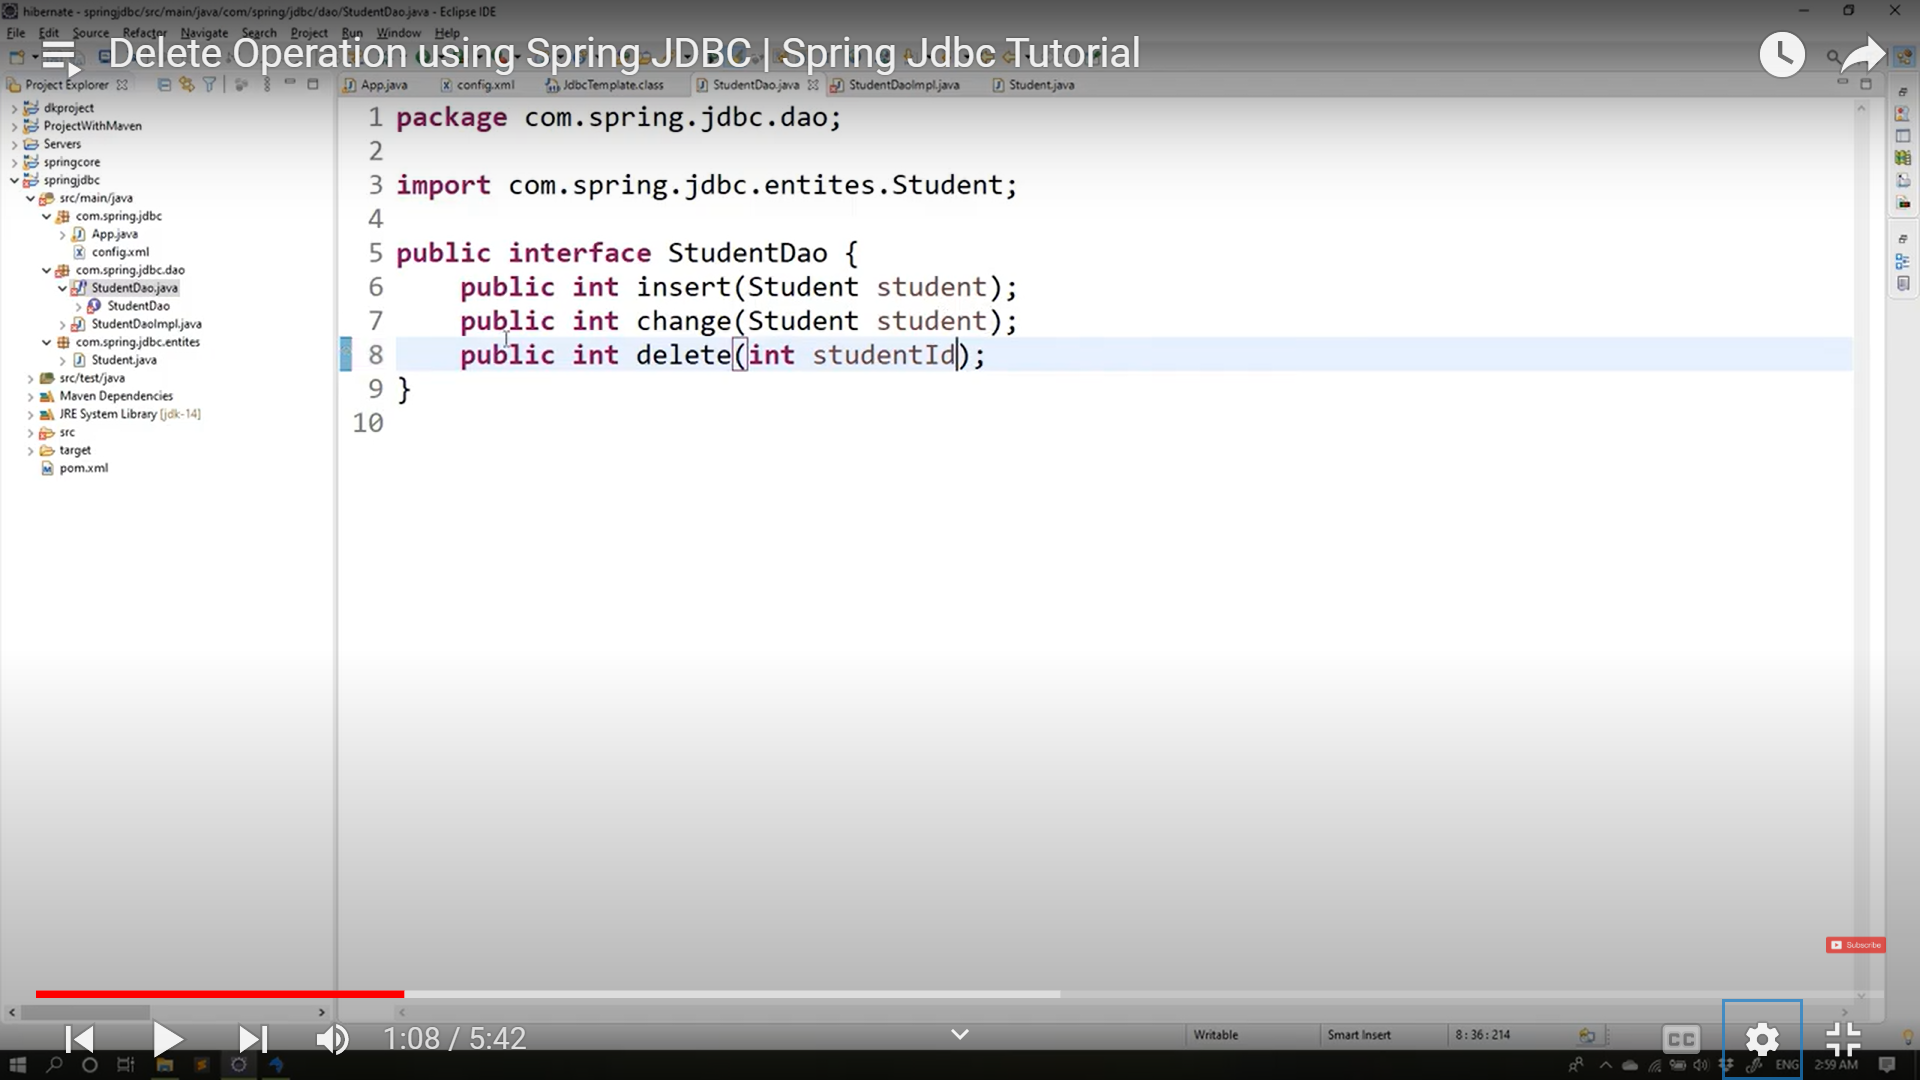 hibernate - springjdbc/src/main/java/com/spring/jdbc/dao/StudentDao.java - Eclipse IDE
File Edit Source Refactor Navigate Search Project Run Window Help
Delete Operation using Spring JDBC | Spring Jdbc Tutorial
Project Explorer
App.java config.xml JdbcTemplate.class StudentDao.java StudentDaoImpl.java Student.java
dkproject
ProjectWithMaven
Servers
springcore
springjdbc
src/main/java
com.spring.jdbc
App.java
config.xml
com.spring.jdbc.dao
StudentDao.java
StudentDao
StudentDaoImpl.java
com.spring.jdbc.entites
Student.java
src/test/java
Maven Dependencies
JRE System Library [jdk-14]
src
target
pom.xml
1 package com.spring.jdbc.dao;
2
3 import com.spring.jdbc.entites.Student;
4
5 public interface StudentDao {
6 public int insert(Student student);
7 public int change(Student student);
8 public int delete(int studentId);
9 }
10
Subscribe
1:08 / 5:42
Writable Smart Insert 8:36:214
CC
ENG 2:59 AM